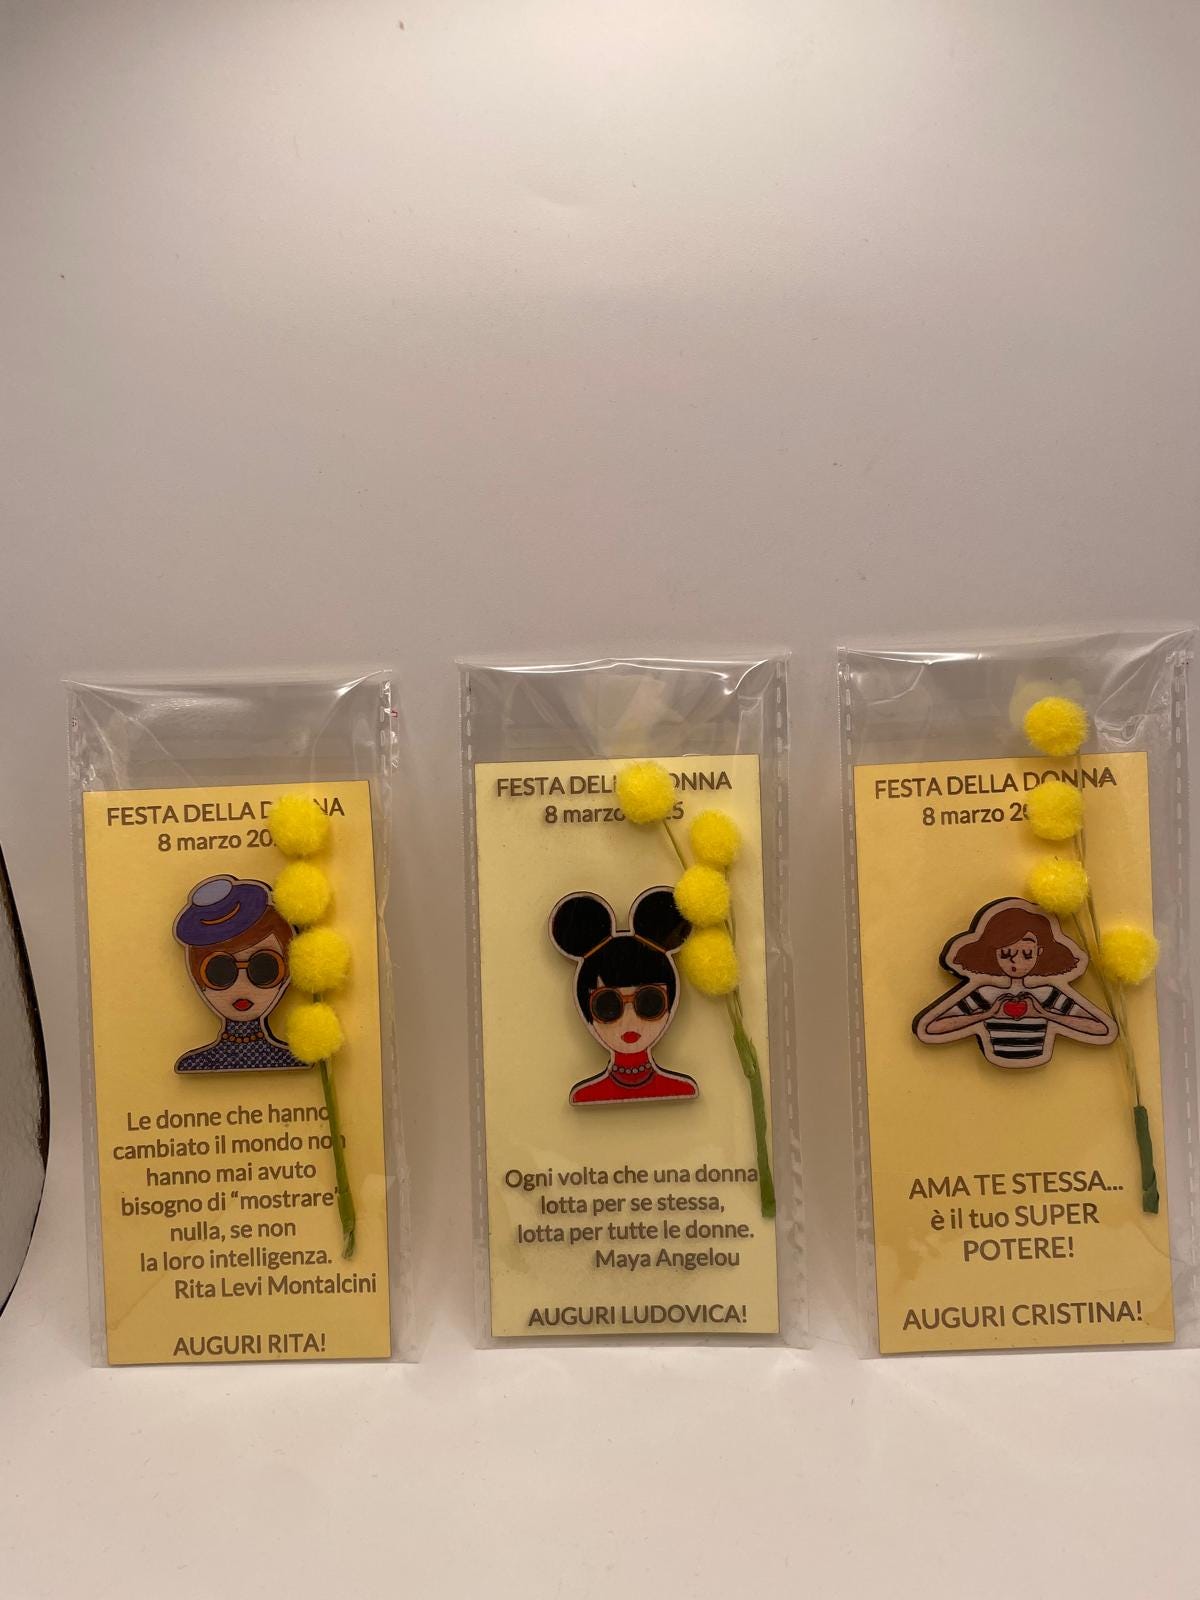 FESTA DELLA DONNA
8 marzo
Le donne che hanno
cambiato il mondo non
hanno mai avuto
bisogno di “mostrare”
nulla, se non
la loro intelligenza.
Rita Levi Montalcini
AUGURI RITA!
FESTA DELLA DONNA
8 marzo
Ogni volta che una donna
lotta per se stessa,
lotta per tutte le donne.
Maya Angelou
AUGURI LUDOVICA!
FESTA DELLA DONNA
8 marzo
AMA TE STESSA...
è il tuo SUPER
POTERE!
AUGURI CRISTINA!